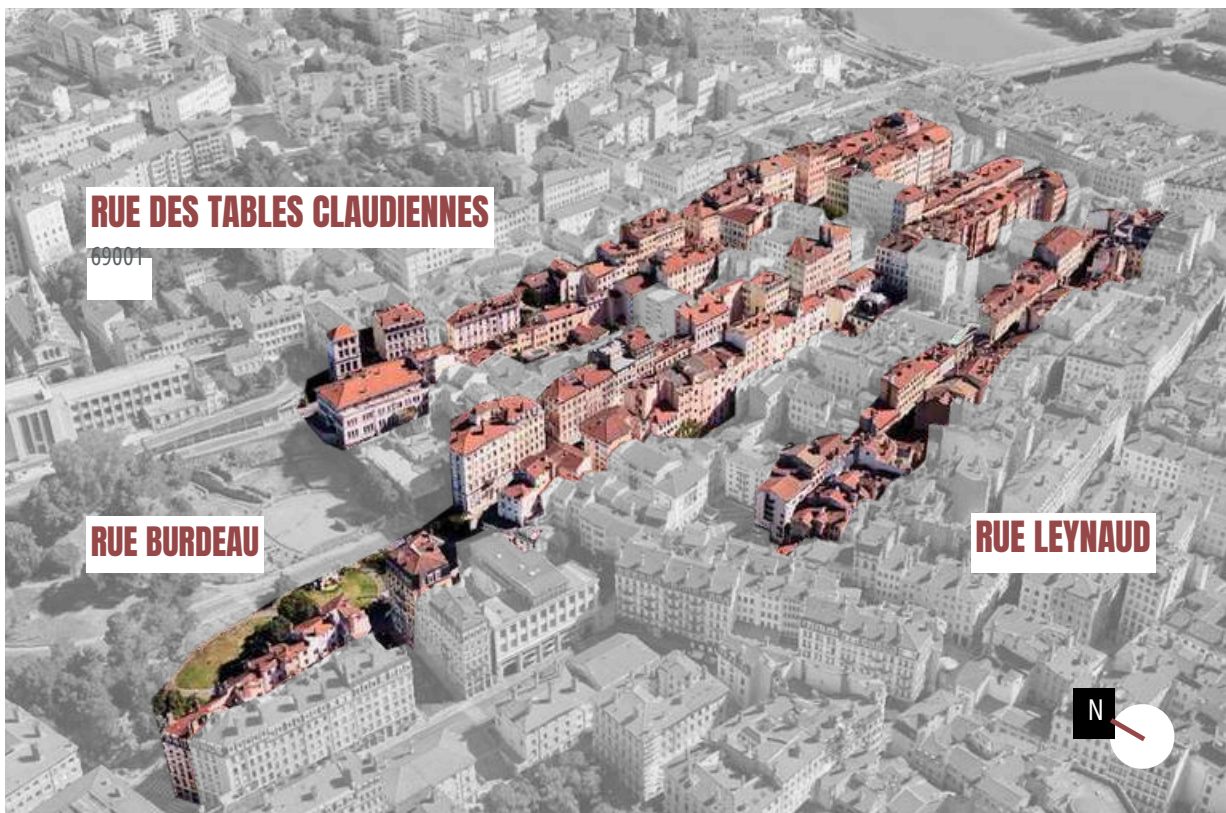 RUE DES TABLES CLAUDIENNES
69001
RUE BURDEAU
RUE LEYNAUD
N